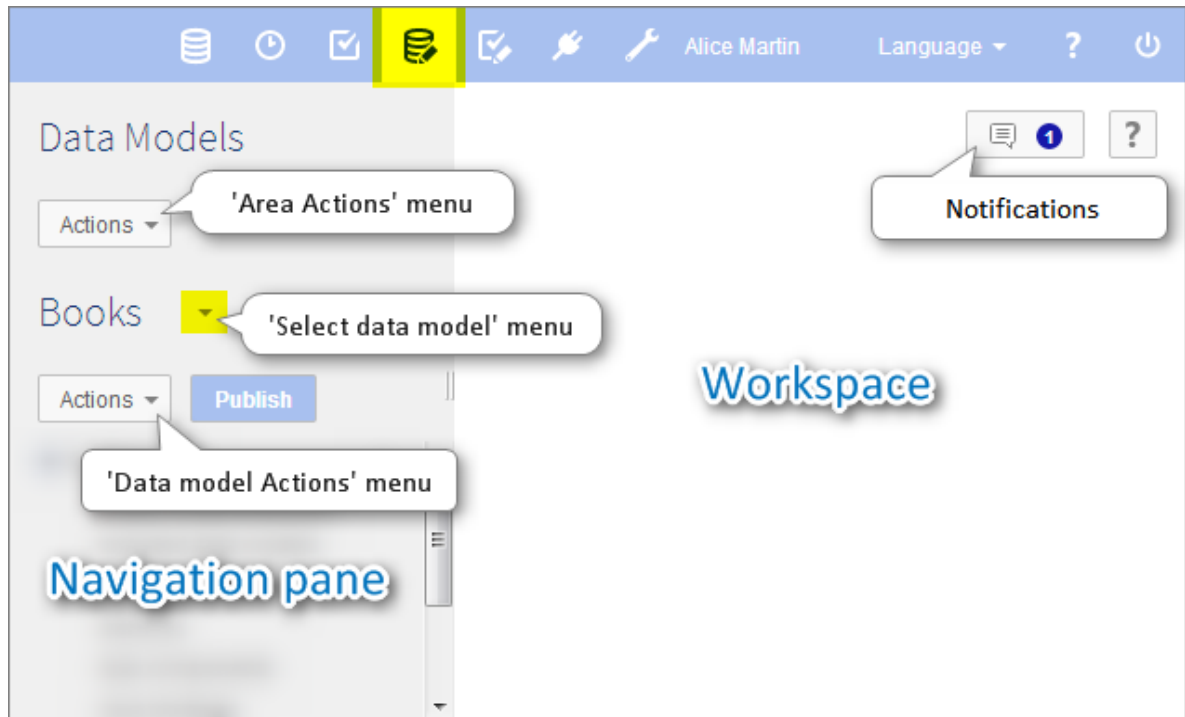 Alice Martin
Language
?
Data Models
1
?
'Area Actions' menu
Notifications
Actions
Books
'Select data model' menu
Workspace
Actions
Publish
'Data model Actions' menu
Navigation pane